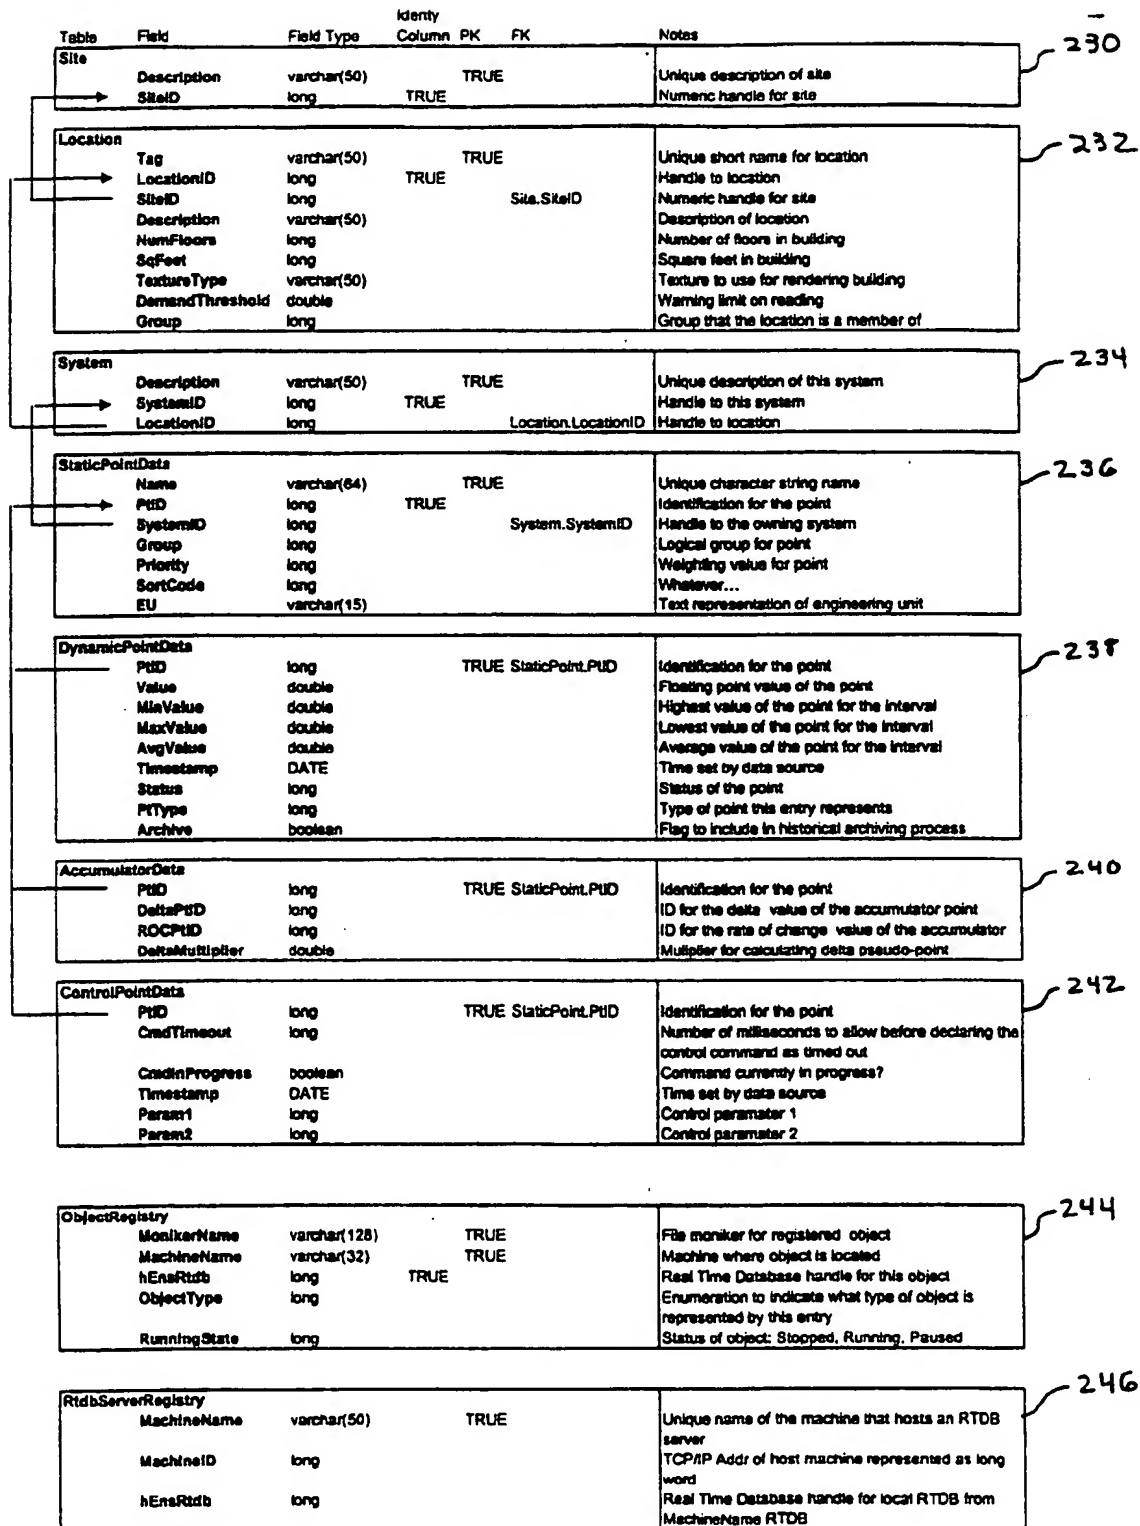 Identy
Table Field Field Type Column PK FK Notes
Site
230
Description varchar(50) TRUE Unique description of site
SiteID long TRUE Numeric handle for site
Location
232
Tag varchar(50) TRUE Unique short name for location
LocationID long TRUE Handle to location
SiteID long Site.SiteID Numeric handle for site
Description varchar(50) Description of location
NumFloors long Number of floors in building
SqFeet long Square feet in building
TextureType varchar(50) Texture to use for rendering building
DemandThreshold double Warning limit on reading
Group long Group that the location is a member of
System
234
Description varchar(50) TRUE Unique description of this system
SystemID long TRUE Handle to this system
LocationID long Location.LocationID Handle to location
StaticPointData
236
Name varchar(64) TRUE Unique character string name
PtID long TRUE Identification for the point
SystemID long System.SystemID Handle to the owning system
Group long Logical group for point
Priority long Weighting value for point
SortCode long Whatever...
EU varchar(15) Text representation of engineering unit
DynamicPointData
238
PtID long TRUE StaticPoint.PtID Identification for the point
Value double Floating point value of the point
MinValue double Highest value of the point for the interval
MaxValue double Lowest value of the point for the interval
AvgValue double Average value of the point for the interval
Timestamp DATE Time set by data source
Status long Status of the point
PtType long Type of point this entry represents
Archive boolean Flag to include in historical archiving process
AccumulatorData
240
PtID long TRUE StaticPoint.PtID Identification for the point
DeltaPtID long ID for the delta value of the accumulator point
ROCPtID long ID for the rate of change value of the accumulator
DeltaMultiplier double Multiplier for calculating delta pseudo-point
ControlPointData
242
PtID long TRUE StaticPoint.PtID Identification for the point
CmdTimeout long Number of milliseconds to allow before declaring the
control command as timed out
CmdInProgress boolean Command currently in progress?
Timestamp DATE Time set by data source
Param1 long Control paramater 1
Param2 long Control paramater 2
ObjectRegistry
244
MonikerName varchar(128) TRUE File moniker for registered object
MachineName varchar(32) TRUE Machine where object is located
hEnsRtdb long TRUE Real Time Database handle for this object
ObjectType long Enumeration to indicate what type of object is
represented by this entry
RunningState long Status of object: Stopped, Running, Paused
RtdbServerRegistry
246
MachineName varchar(50) TRUE Unique name of the machine that hosts an RTDB
server
MachineID long TCP/IP Addr of host machine represented as long
word
hEnsRtdb long Real Time Database handle for local RTDB from
MachineName RTDB